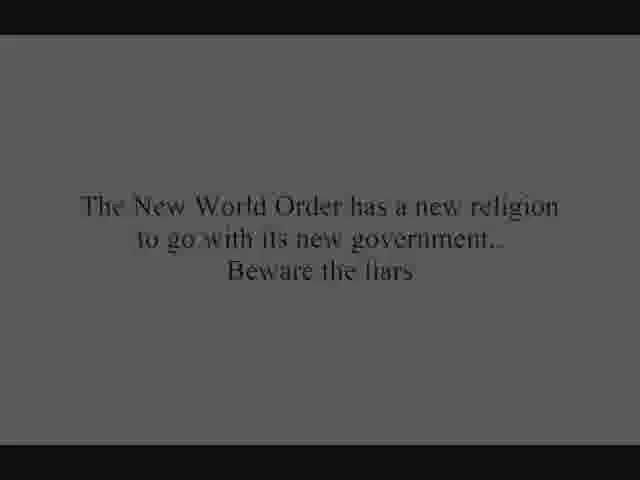 The New World Order has a new religion
to go with its new government..
Beware the liars